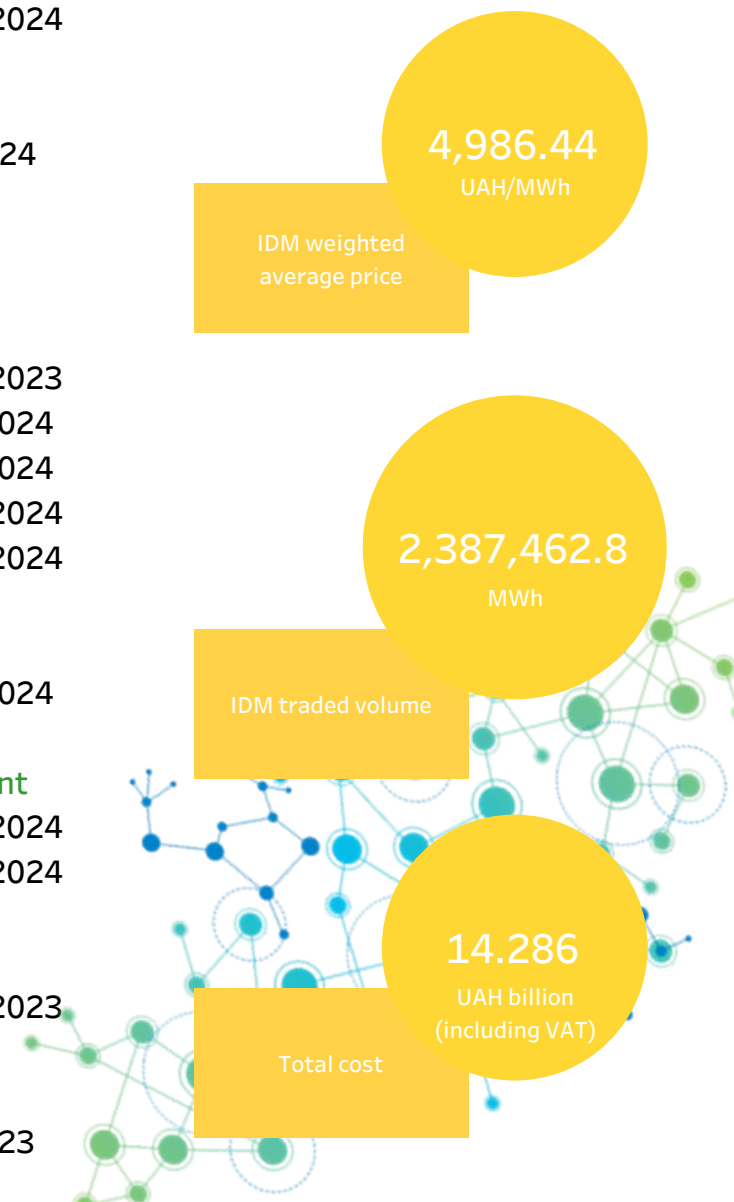 2024
24
2023
024
024
2024
2024
024
nt
2024
2024
2023
23
4,986.44
UAH/MWh
IDM weighted
average price
2,387,462.8
MWh
IDM traded volume
14.286
UAH billion
(including VAT)
Total cost